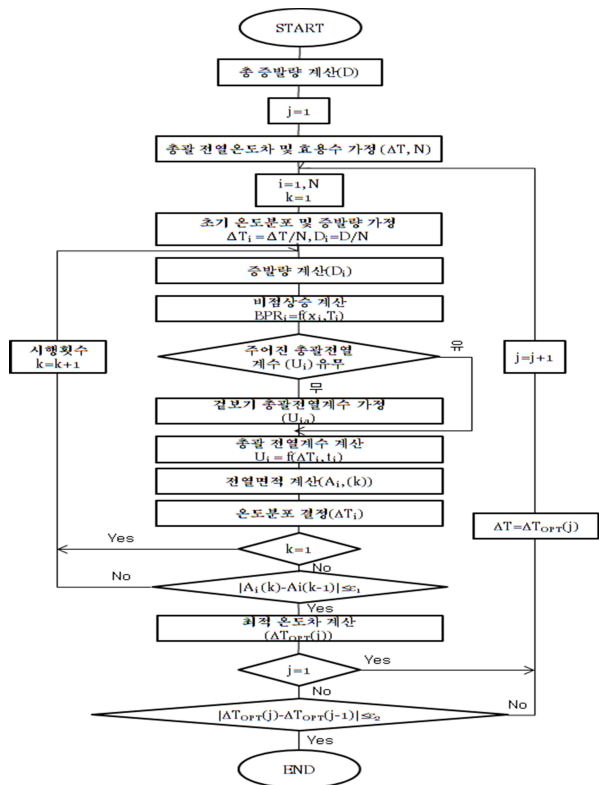 START
총 증발량 계산(D)
j=1
총괄 전열온도차 및 효용수 가정 (ΔT, N)
i=1, N
k=1
초기 온도분포 및 증발량 가정
ΔTᵢ=ΔT/N, Dᵢ=D/N
증발량 계산(Dᵢ)
비점상승 계산
BPRᵢ=f(xᵢ,Tᵢ)
시행횟수
k=k+1
주어진 총괄전열
계수 (Uᵢ) 유무
유
j=j+1
무
겉보기 총괄전열계수 가정
(Uᵢₐ)
총괄 전열계수 계산
Uᵢ = f(ΔTᵢ,tᵢ)
전열면적 계산(Aᵢ,(k))
온도분포 결정(ΔTᵢ)
ΔT=ΔT_OPT(j)
Yes
k=1
No
No
|Aᵢ(k)-Ai(k-1)|≤ε₁
Yes
최적 온도차 계산
(ΔT_OPT(j))
j=1
Yes
No
|ΔT_OPT(j)-ΔT_OPT(j-1)|≤ε₂
No
Yes
END